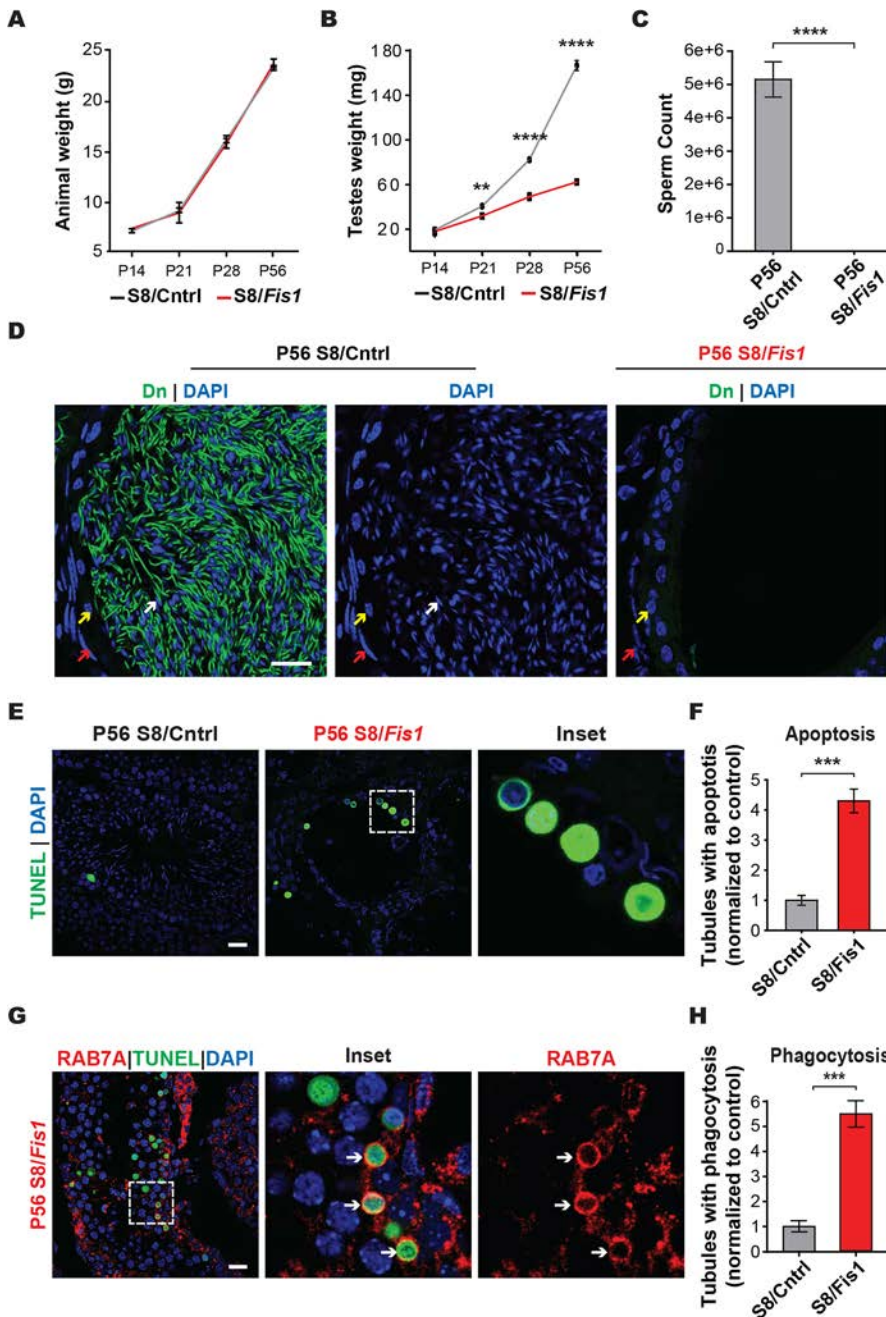 A
Animal weight (g)
25
20
15
10
5
P14 P21 P28 P56
S8/Cntrl S8/Fis1
B
Testes weight (mg)
180
140
100
60
20
**
****
****
P14 P21 P28 P56
S8/Cntrl S8/Fis1
C
Sperm Count
6e+6
5e+6
4e+6
3e+6
2e+6
e+6
0
****
P56
S8/Cntrl
P56
S8/Fis1
D
P56 S8/Cntrl
P56 S8/Fis1
Dn | DAPI
DAPI
Dn | DAPI
E
P56 S8/Cntrl
P56 S8/Fis1
Inset
TUNEL | DAPI
F
Apoptosis
Tubules with apoptotis
(normalized to control)
5
4
3
2
1
0
***
S8/Cntrl
S8/Fis1
G
RAB7A|TUNEL|DAPI
Inset
RAB7A
P56 S8/Fis1
H
Phagocytosis
Tubules with phagocytosis
(normalized to control)
6
5
4
3
2
1
0
***
S8/Cntrl
S8/Fis1